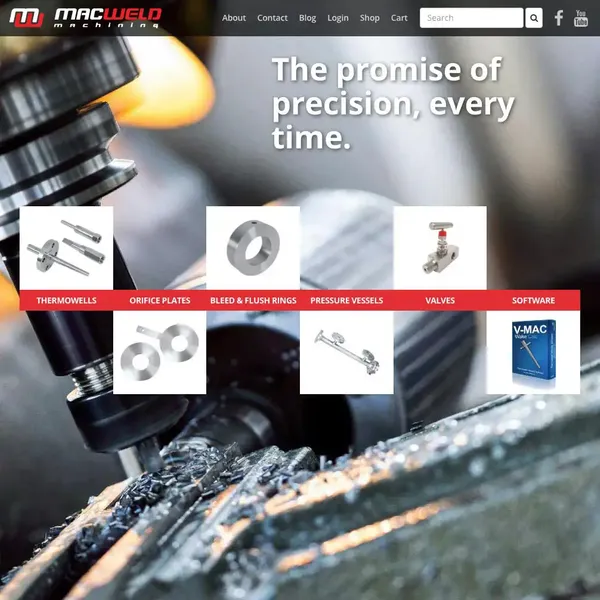 MACWELD
machining
About Contact Blog Login Shop Cart
Search
You
Tube
The promise of
precision, every
time.
THERMOWELLS ORIFICE PLATES BLEED & FLUSH RINGS PRESSURE VESSELS VALVES SOFTWARE
V-MAC